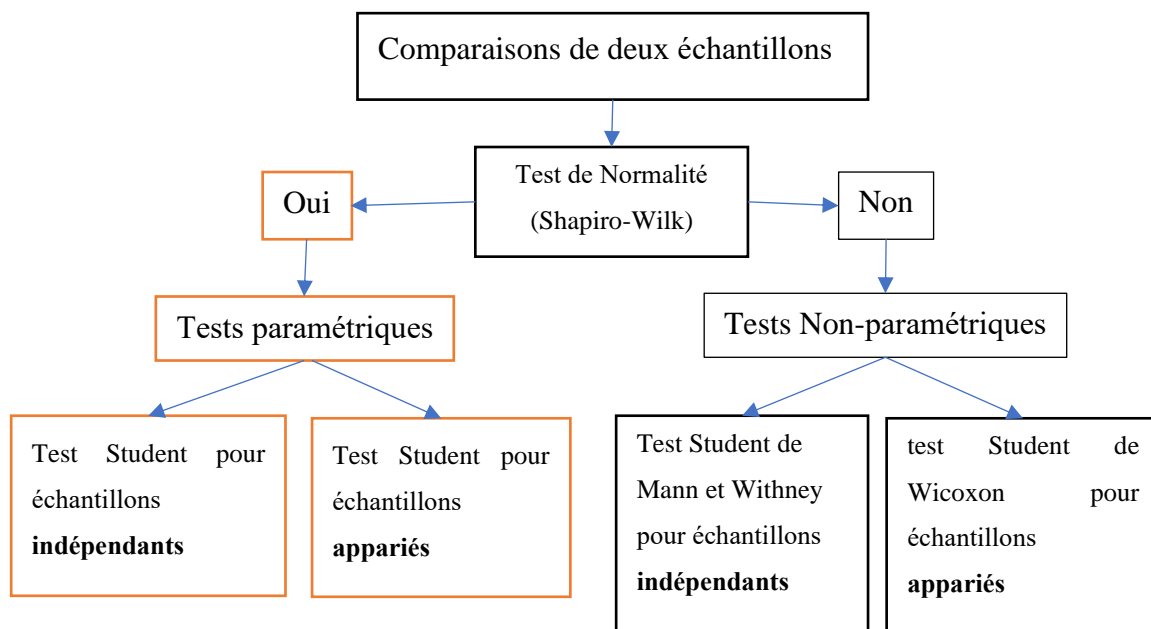 Comparaisons de deux échantillons
Test de Normalité
(Shapiro-Wilk)
Oui
Non
Tests paramétriques
Tests Non-paramétriques
Test Student pour
échantillons
indépendants
Test Student pour
échantillons
appariés
Test Student de
Mann et Withney
pour échantillons
indépendants
test Student de
Wicoxon pour
échantillons
appariés